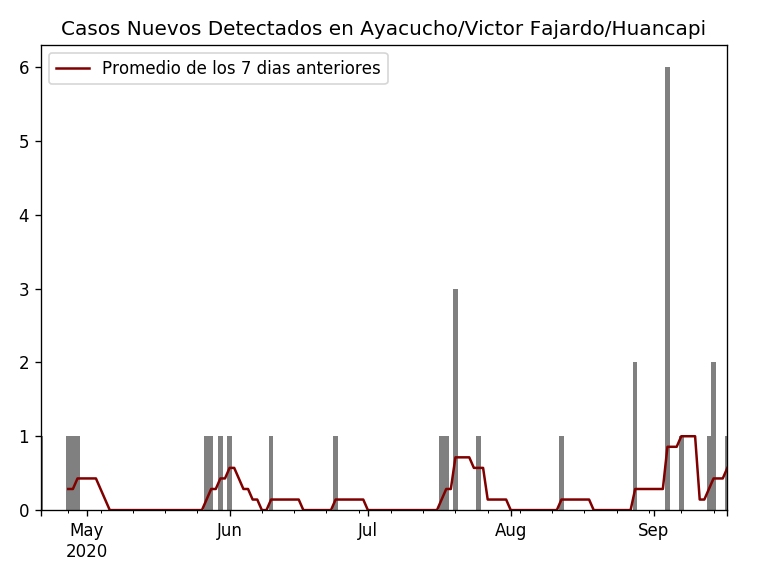 Casos Nuevos Detectados en Ayacucho/Victor Fajardo/Huancapi
Promedio de los 7 dias anteriores
6
5
4
3
2
1
0
May Jun Jul Aug Sep
2020